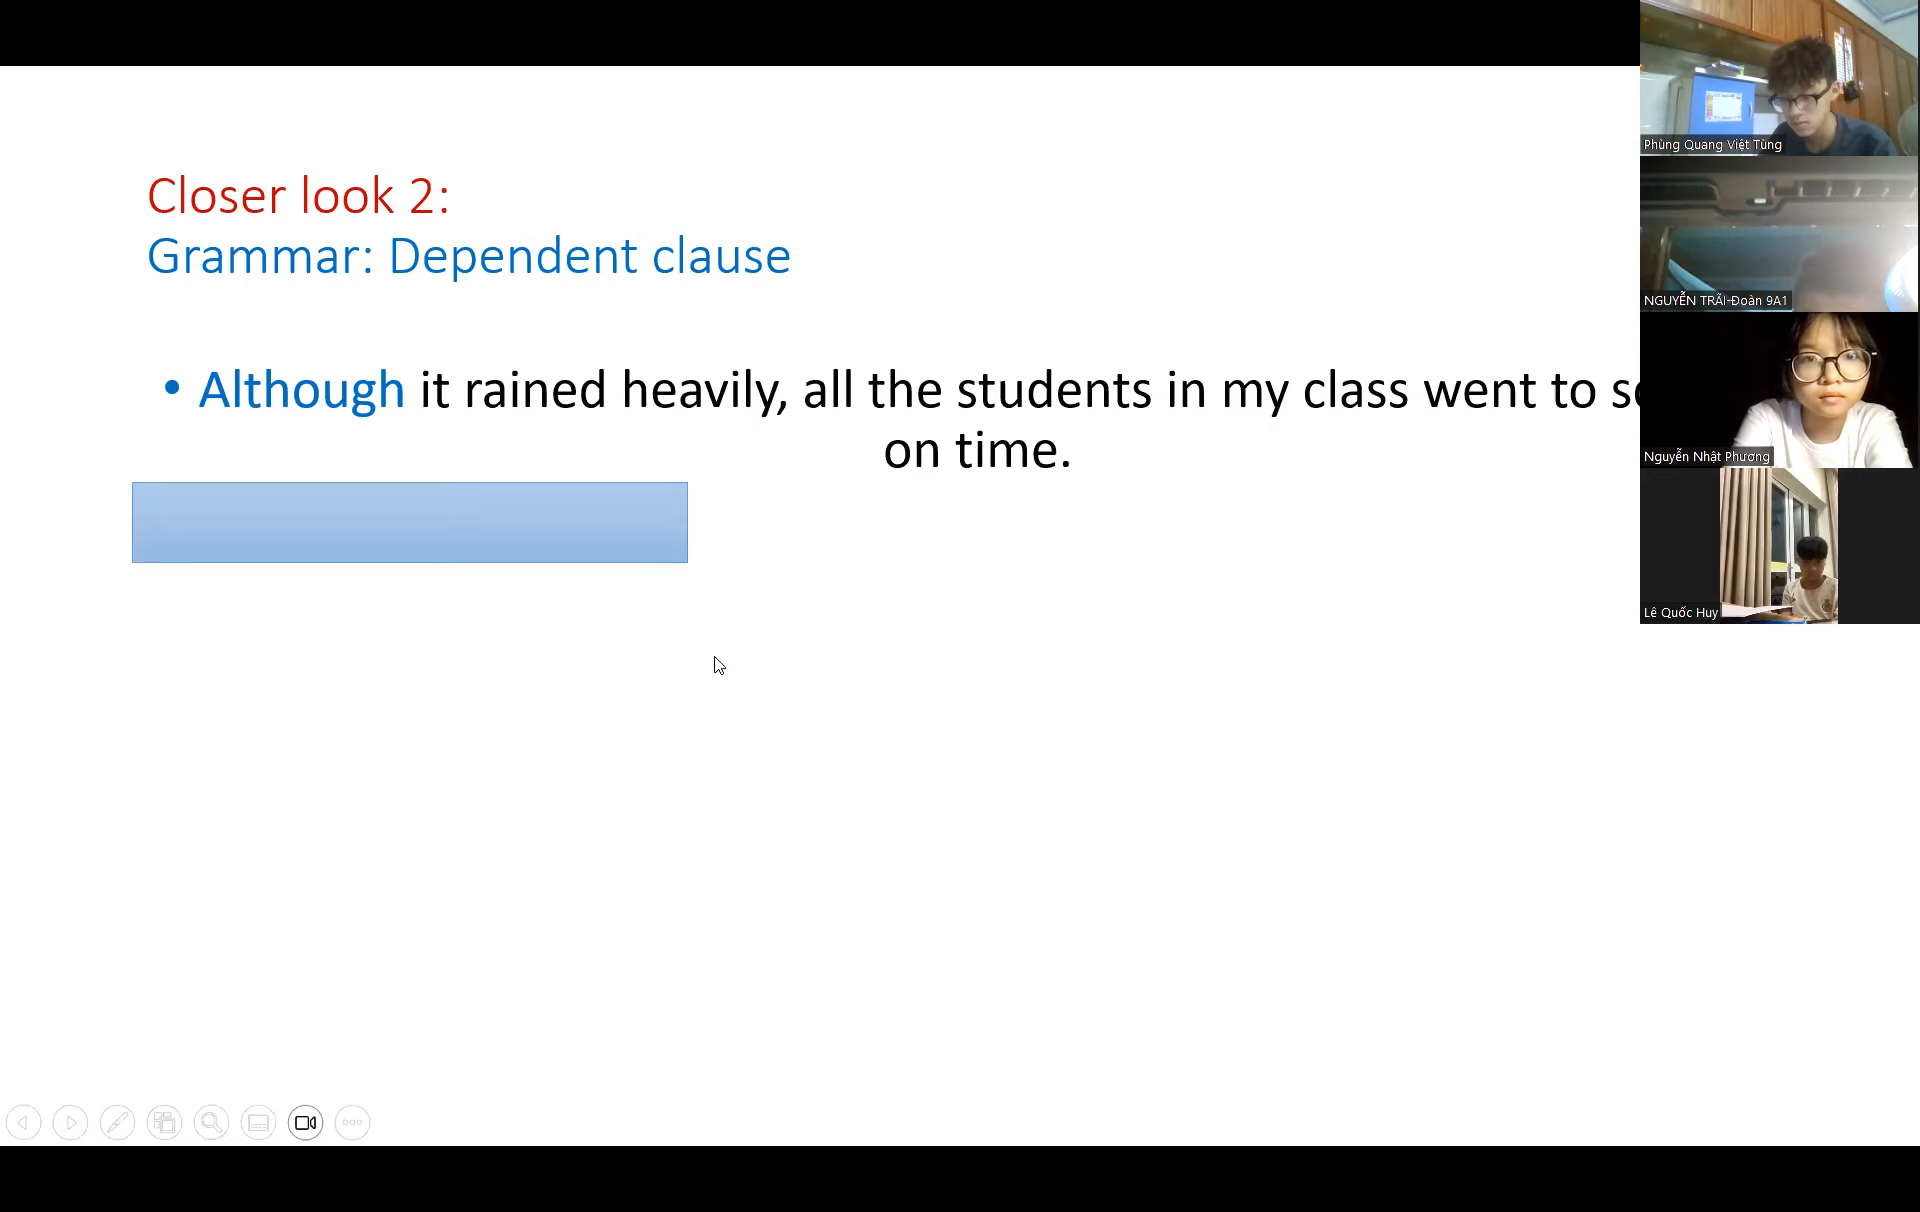 Closer look 2:
Grammar: Dependent clause
• Although it rained heavily, all the students in my class went to
on time.
Phùng Quang Việt Tùng
NGUYỄN TRÃI-Đoàn 9A1
Nguyễn Nhật Phương
Lê Quốc Huy